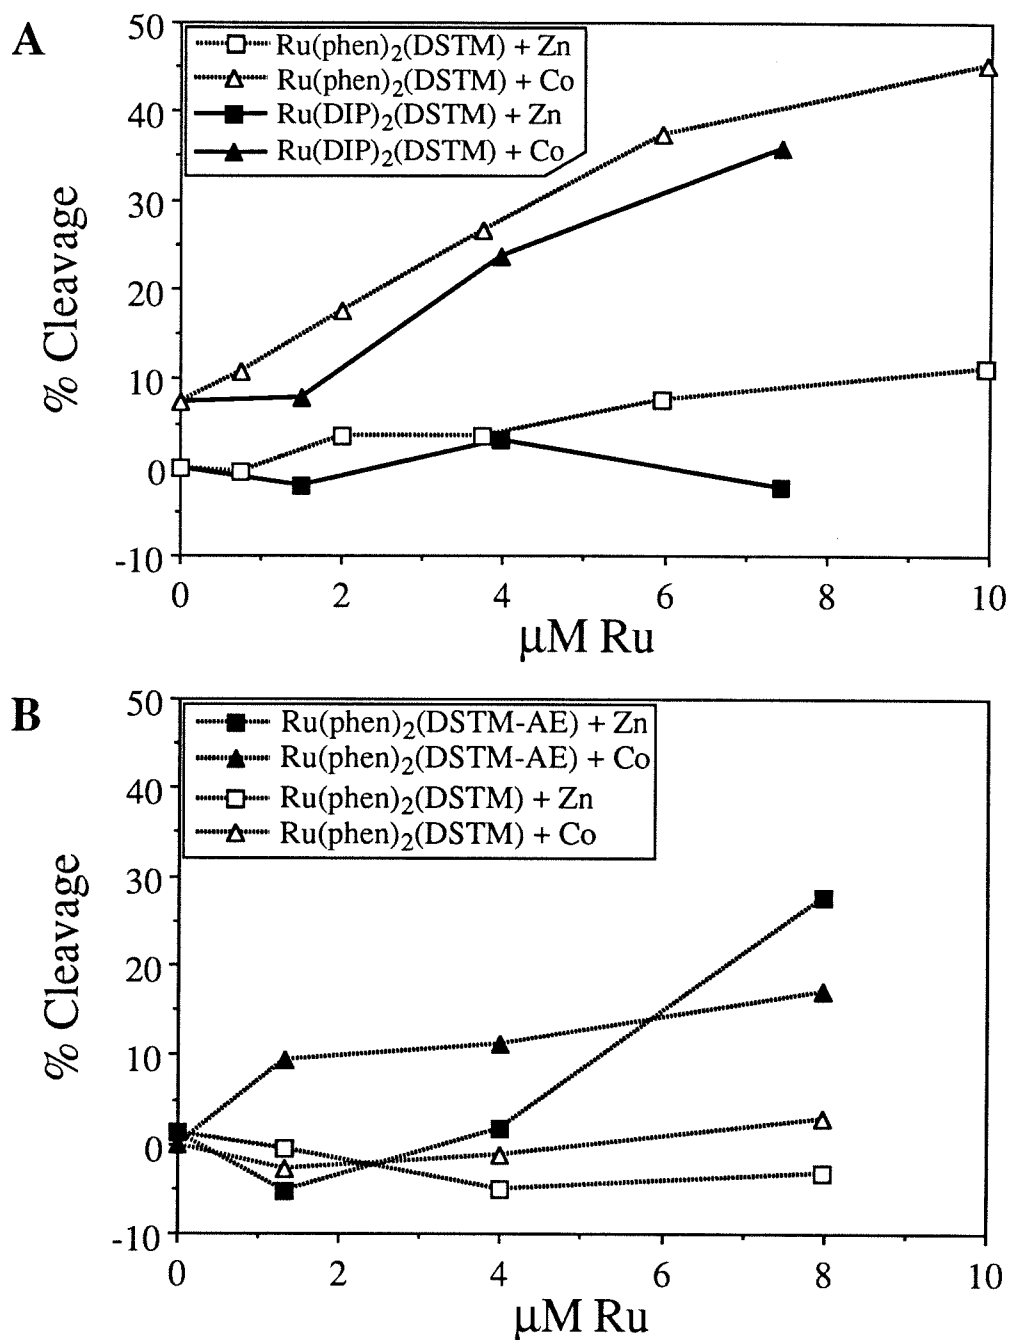 A
50
40
30
20
10
0
-10
% Cleavage
Ru(phen)2(DSTM) + Zn
Ru(phen)2(DSTM) + Co
Ru(DIP)2(DSTM) + Zn
Ru(DIP)2(DSTM) + Co
0 2 4 6 8 10
μM Ru
B
50
40
30
20
10
0
-10
% Cleavage
Ru(phen)2(DSTM-AE) + Zn
Ru(phen)2(DSTM-AE) + Co
Ru(phen)2(DSTM) + Zn
Ru(phen)2(DSTM) + Co
0 2 4 6 8 10
μM Ru